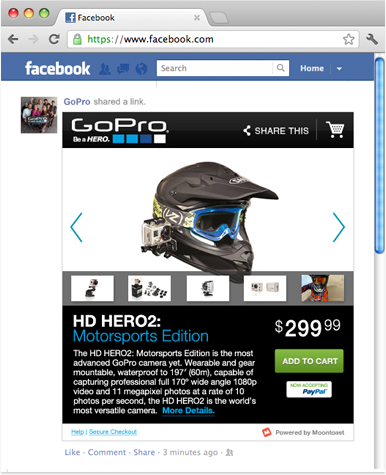 Facebook
https://www.facebook.com
facebook
Search
Home
GoPro shared a link.
GoPro
Be a HERO.
SHARE THIS
HD HERO2:
Motorsports Edition
The HD HERO2: Motorsports Edition is the most
advanced GoPro camera yet. Wearable and gear
mountable, waterproof to 197' (60m), capable of
capturing professional full 170º wide angle 1080p
video and 11 megapixel photos at a rate of 10
photos per second, the HD HERO2 is the world's
most versatile camera. More Details.
$299.99
ADD TO CART
NOW ACCEPTING
PayPal
Help | Secure Checkout
Powered by Moontoast
Like · Comment · Share · 3 minutes ago ·